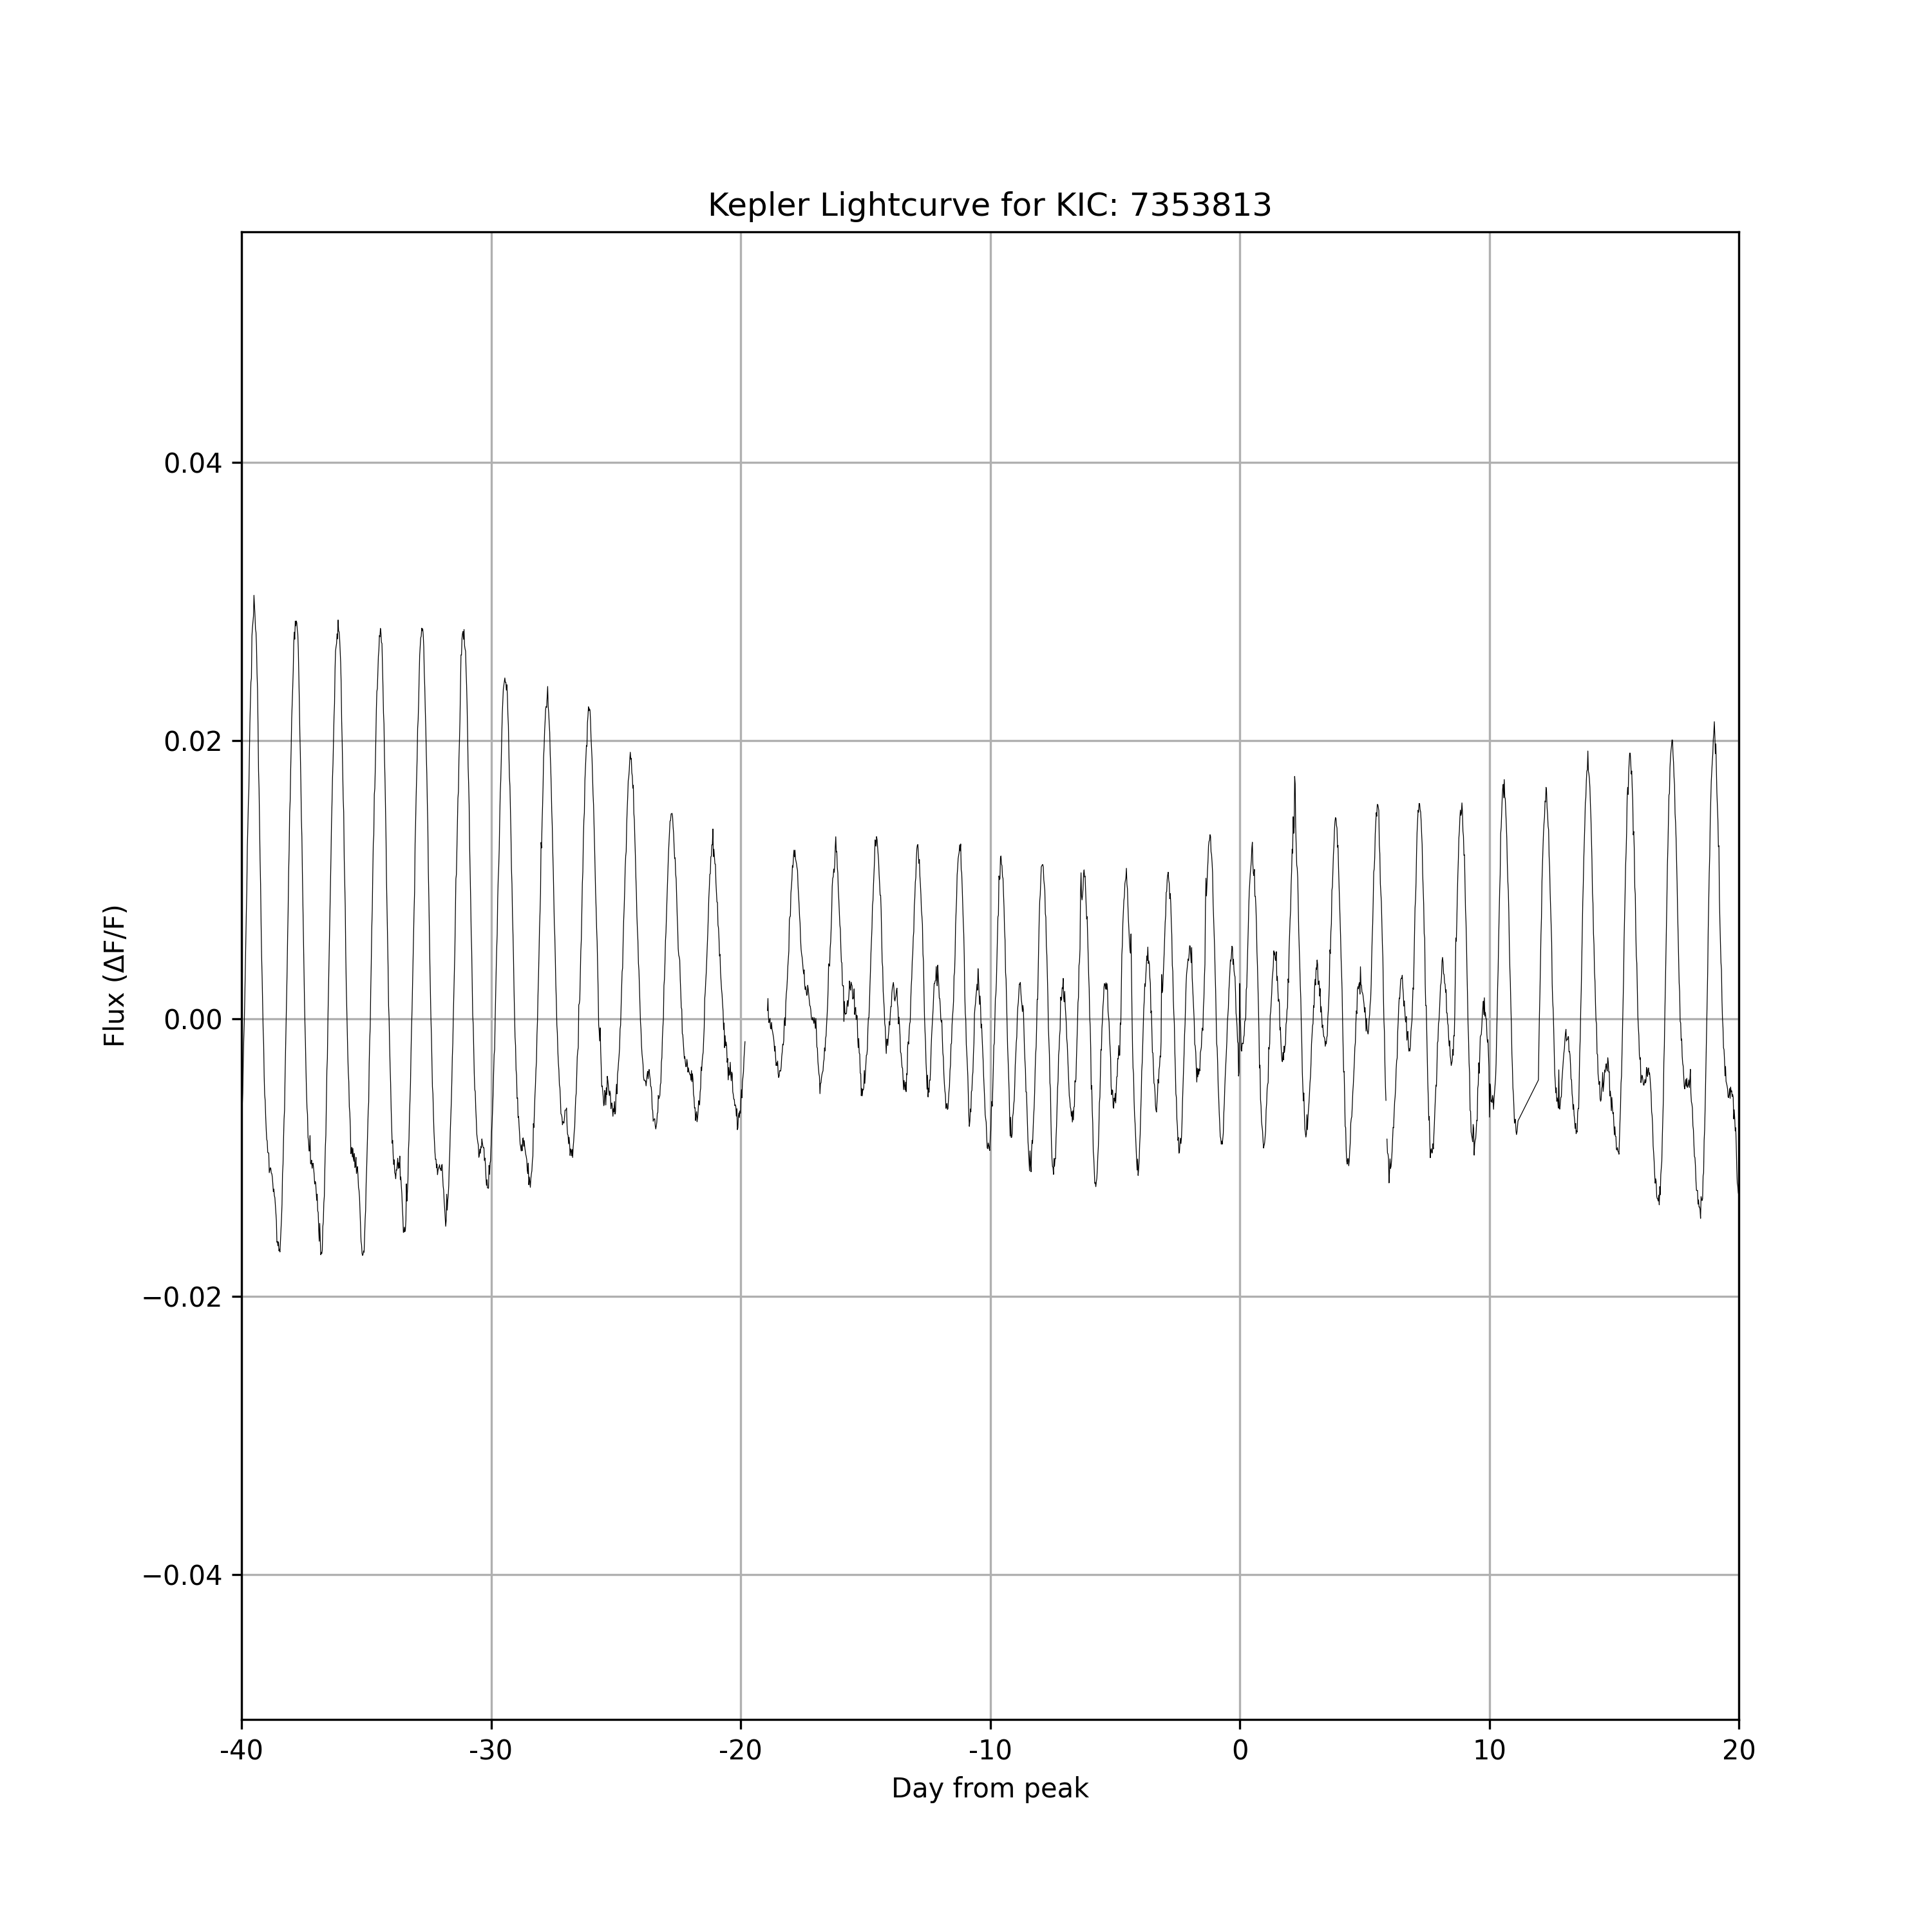 Kepler Lightcurve for KIC: 7353813
Flux (ΔF/F)
0.04
0.02
0.00
−0.02
−0.04
-40 -30 -20 -10 0 10 20
Day from peak